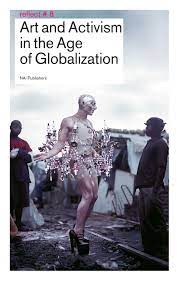 reflect # 8
Art and Activism
in the Age
of Globalization
NAi Publishers